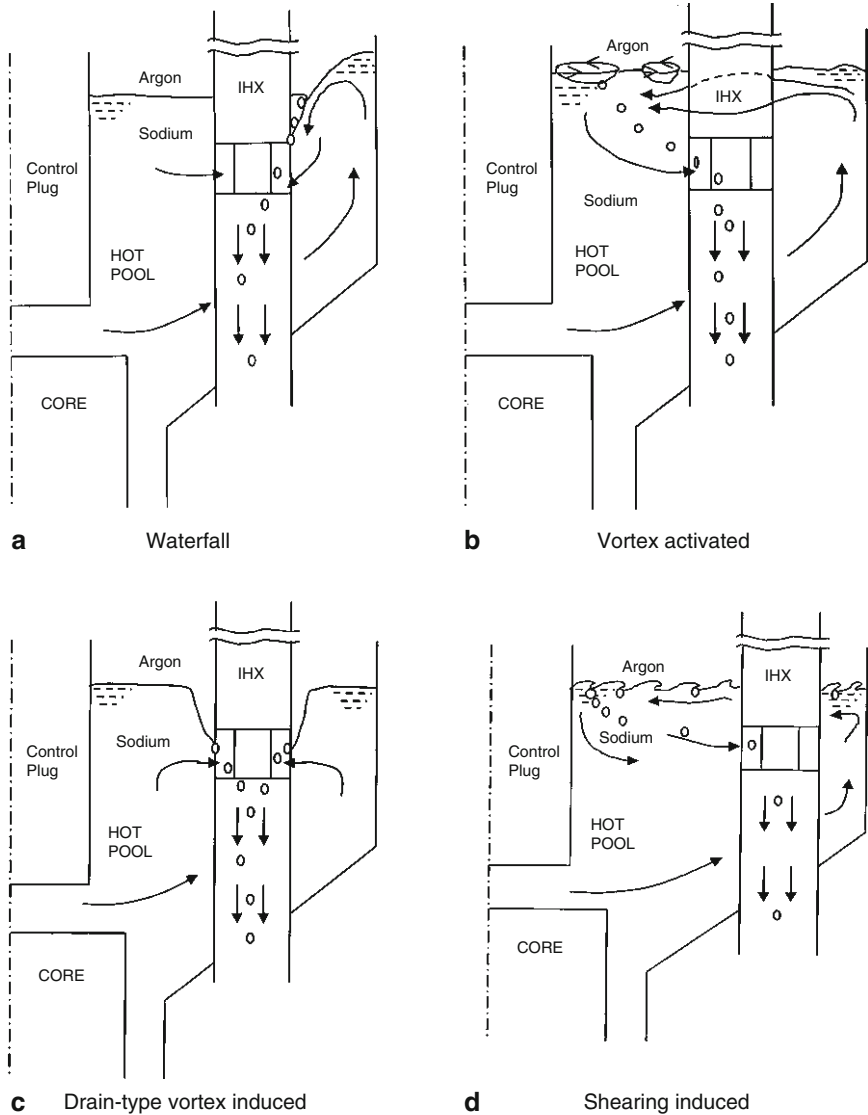 Argon
IHX
Sodium
Control
Plug
HOT
POOL
CORE
a Waterfall
Argon
IHX
Control
Plug
Sodium
HOT
POOL
CORE
b Vortex activated
Argon
IHX
Sodium
Control
Plug
HOT
POOL
CORE
c Drain-type vortex induced
Argon
IHX
Sodium
Control
Plug
HOT
POOL
CORE
d Shearing induced